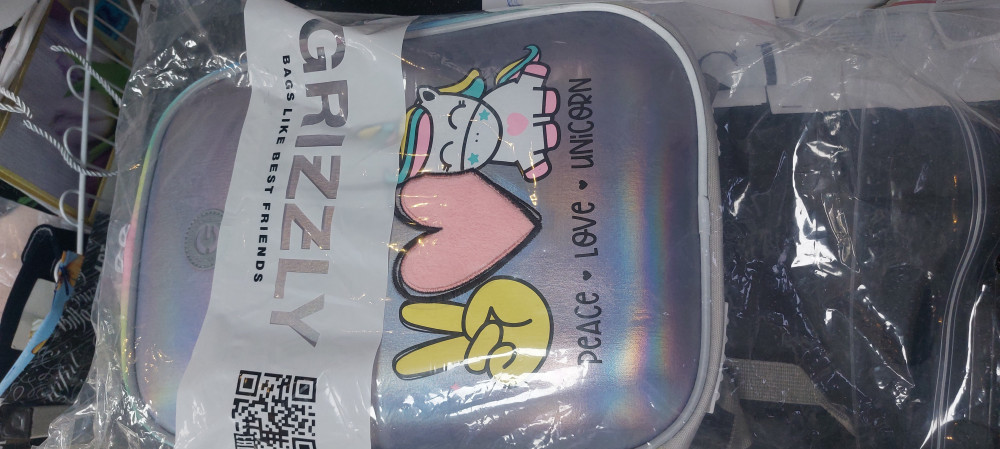 GRIZZLY
BAGS LIKE BEST FRIENDS
PEACE • LOVE • UNICORN